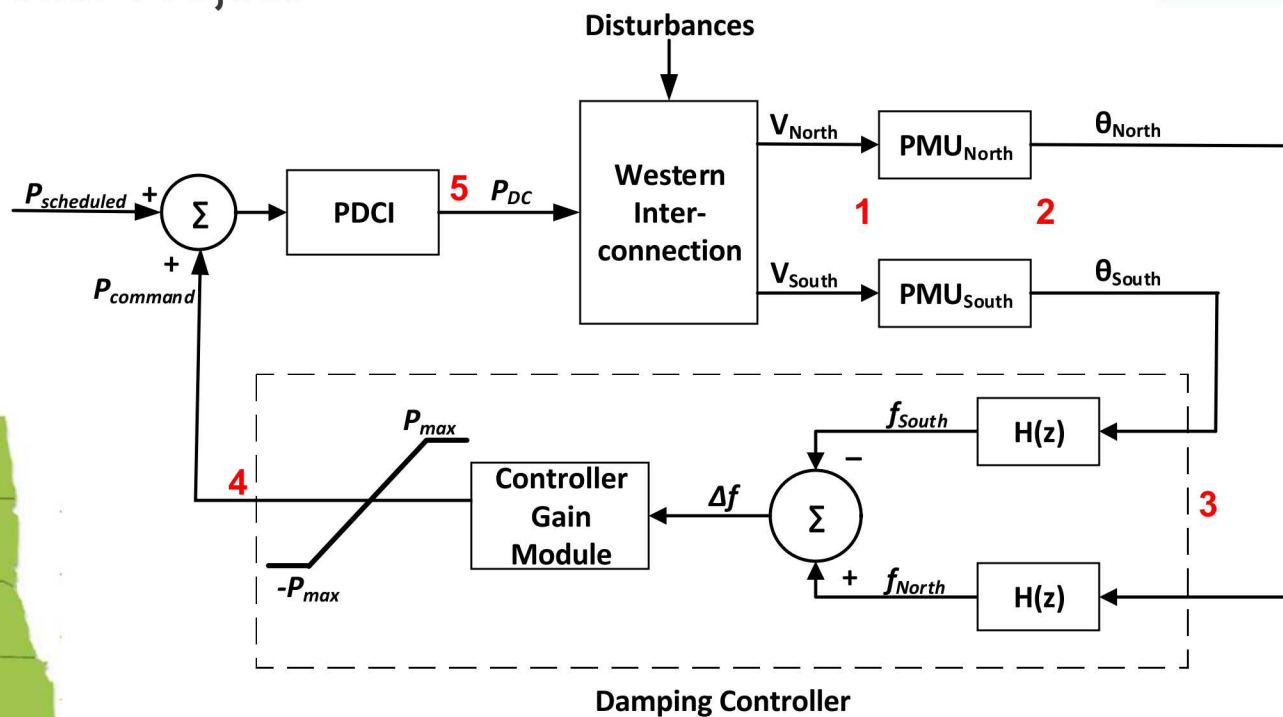 Disturbances
V_North
PMU_North
θ_North
P_scheduled
+
Σ
PDCI
5
P_DC
Western
Inter-
connection
1
2
+
P_command
V_South
PMU_South
θ_South
P_max
f_South
H(z)
–
4
Controller
Gain
Module
Δf
Σ
3
-P_max
+
f_North
H(z)
Damping Controller